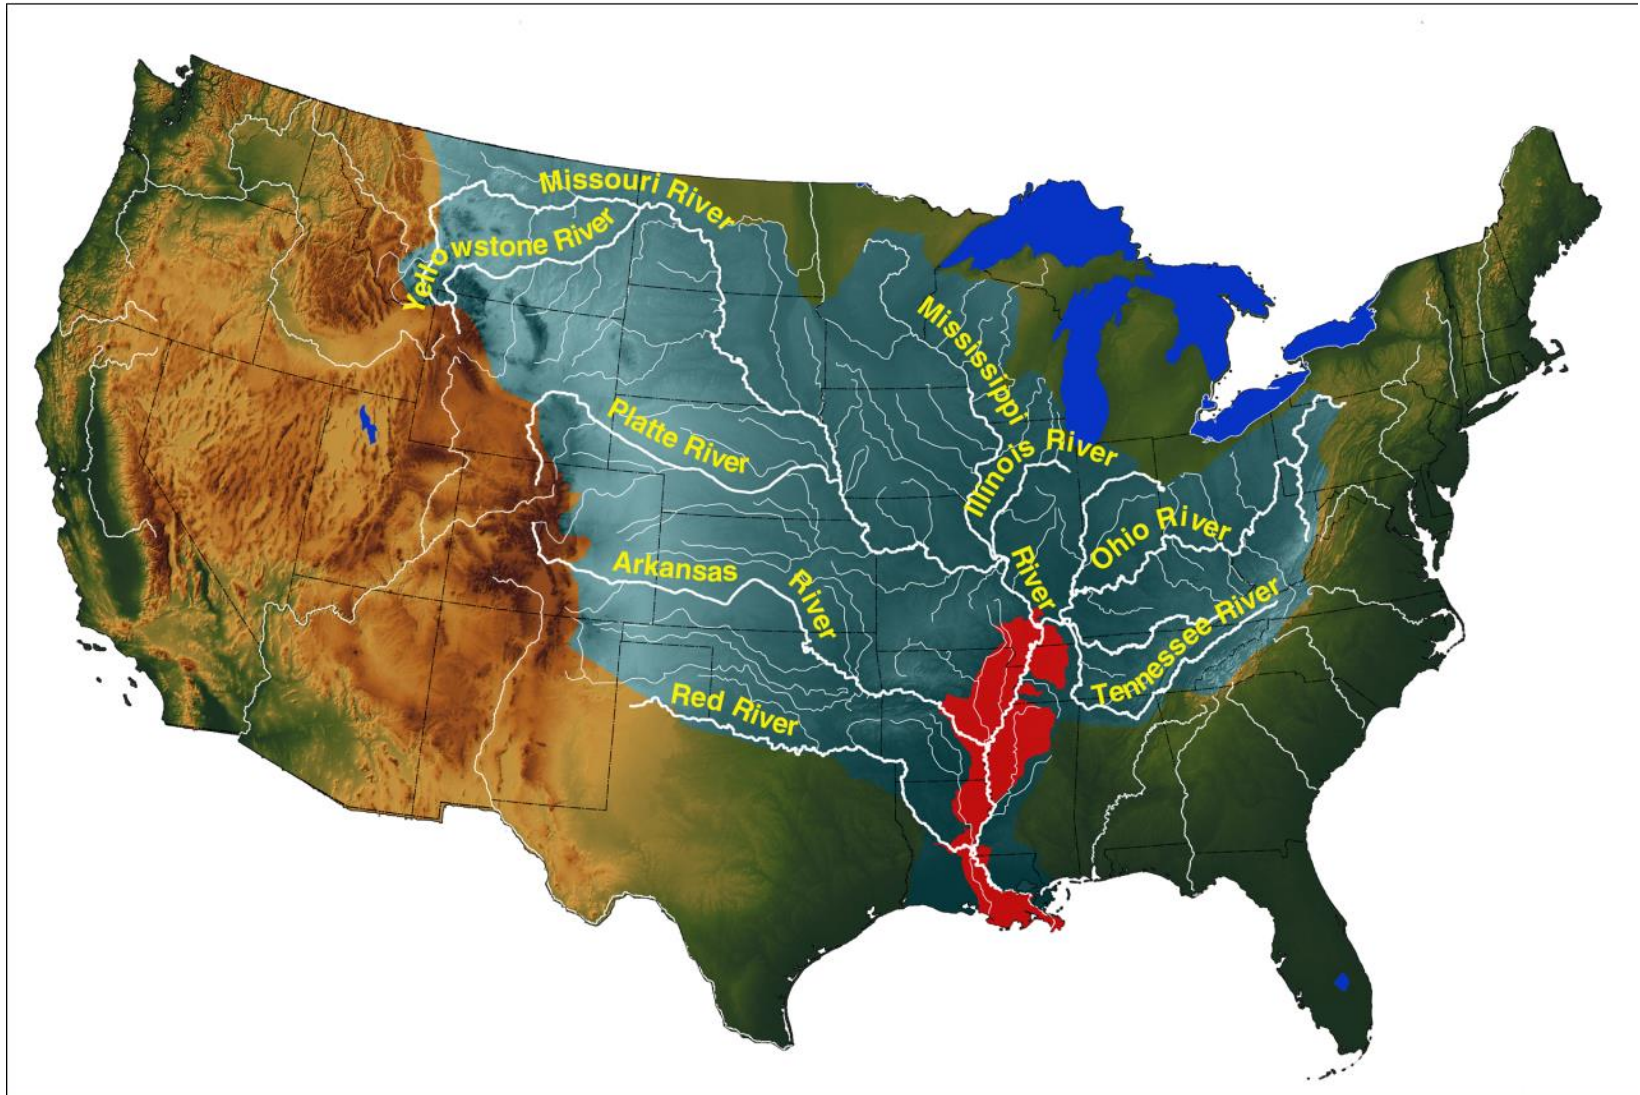 Missouri River
Yellowstone River
Mississippi
Platte River
Illinois River
Ohio River
River
Arkansas
River
Tennessee River
Red River